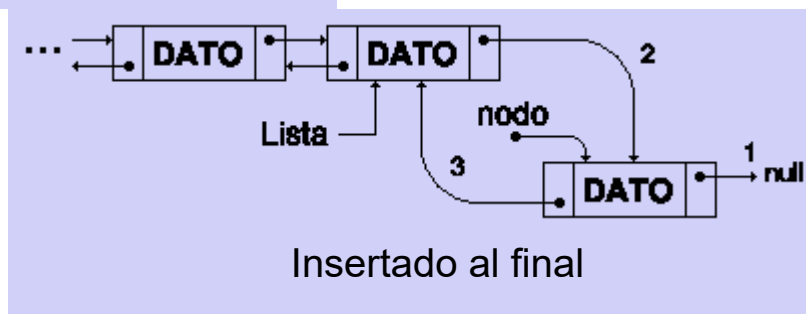 ... DATO DATO 2
Lista nodo
3 DATO 1 null
Insertado al final